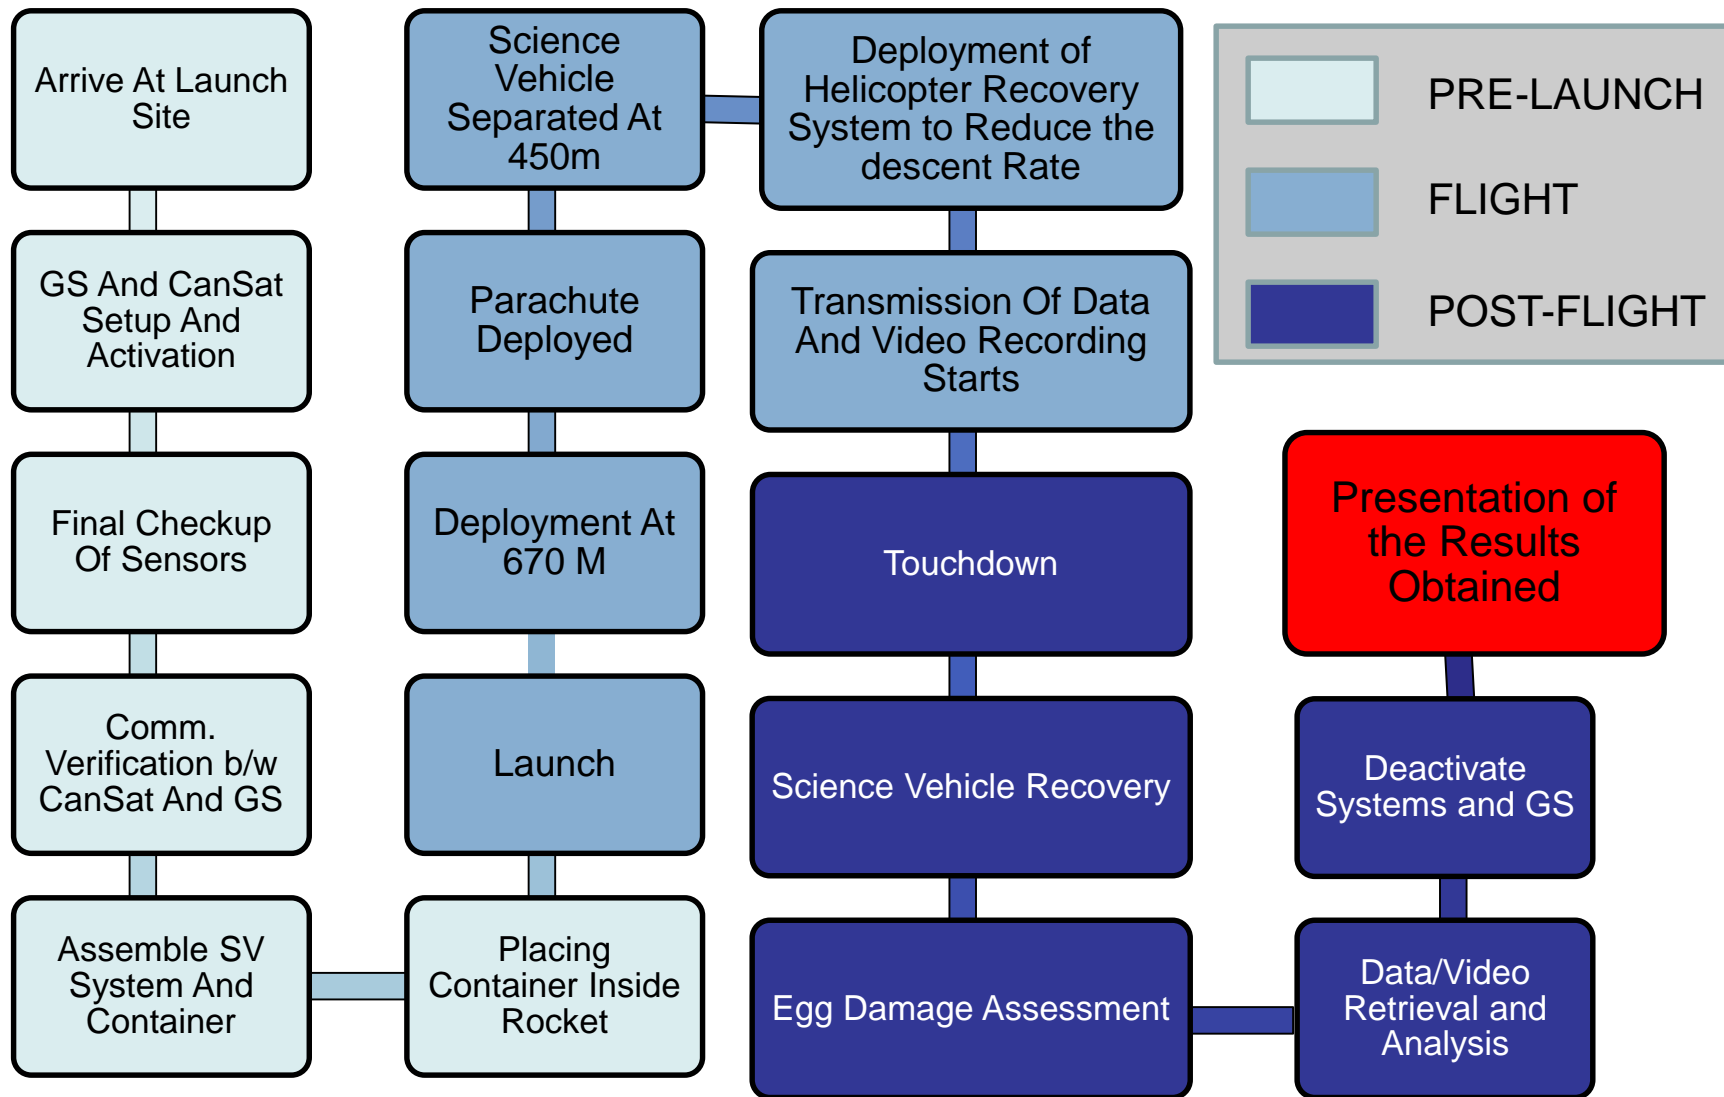 Arrive At Launch
Site
GS And CanSat
Setup And
Activation
Final Checkup
Of Sensors
Comm.
Verification b/w
CanSat And GS
Assemble SV
System And
Container
Placing
Container Inside
Rocket
Launch
Deployment At
670 M
Parachute
Deployed
Science
Vehicle
Separated At
450m
Deployment of
Helicopter Recovery
System to Reduce the
descent Rate
Transmission Of Data
And Video Recording
Starts
Touchdown
Science Vehicle Recovery
Egg Damage Assessment
Data/Video
Retrieval and
Analysis
Deactivate
Systems and GS
Presentation of
the Results
Obtained
PRE-LAUNCH
FLIGHT
POST-FLIGHT